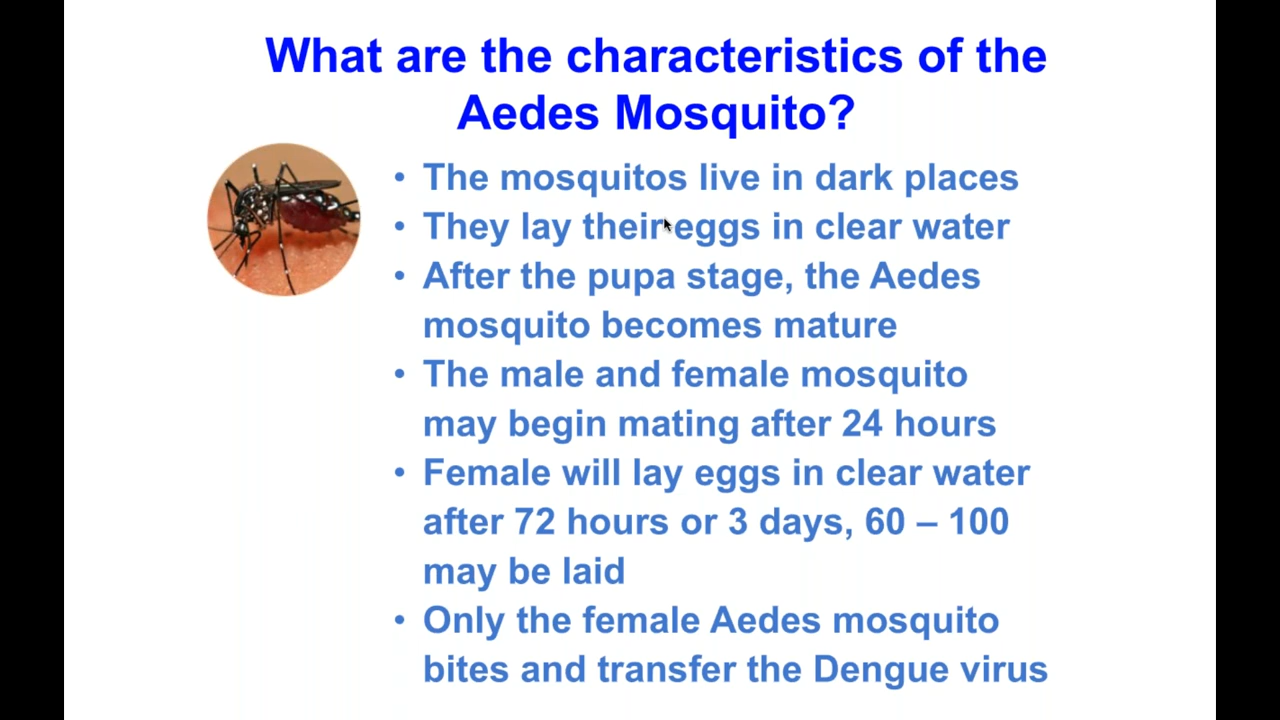 What are the characteristics of the
Aedes Mosquito?
• The mosquitos live in dark places
• They lay their eggs in clear water
• After the pupa stage, the Aedes
mosquito becomes mature
• The male and female mosquito
may begin mating after 24 hours
• Female will lay eggs in clear water
after 72 hours or 3 days, 60 – 100
may be laid
• Only the female Aedes mosquito
bites and transfer the Dengue virus